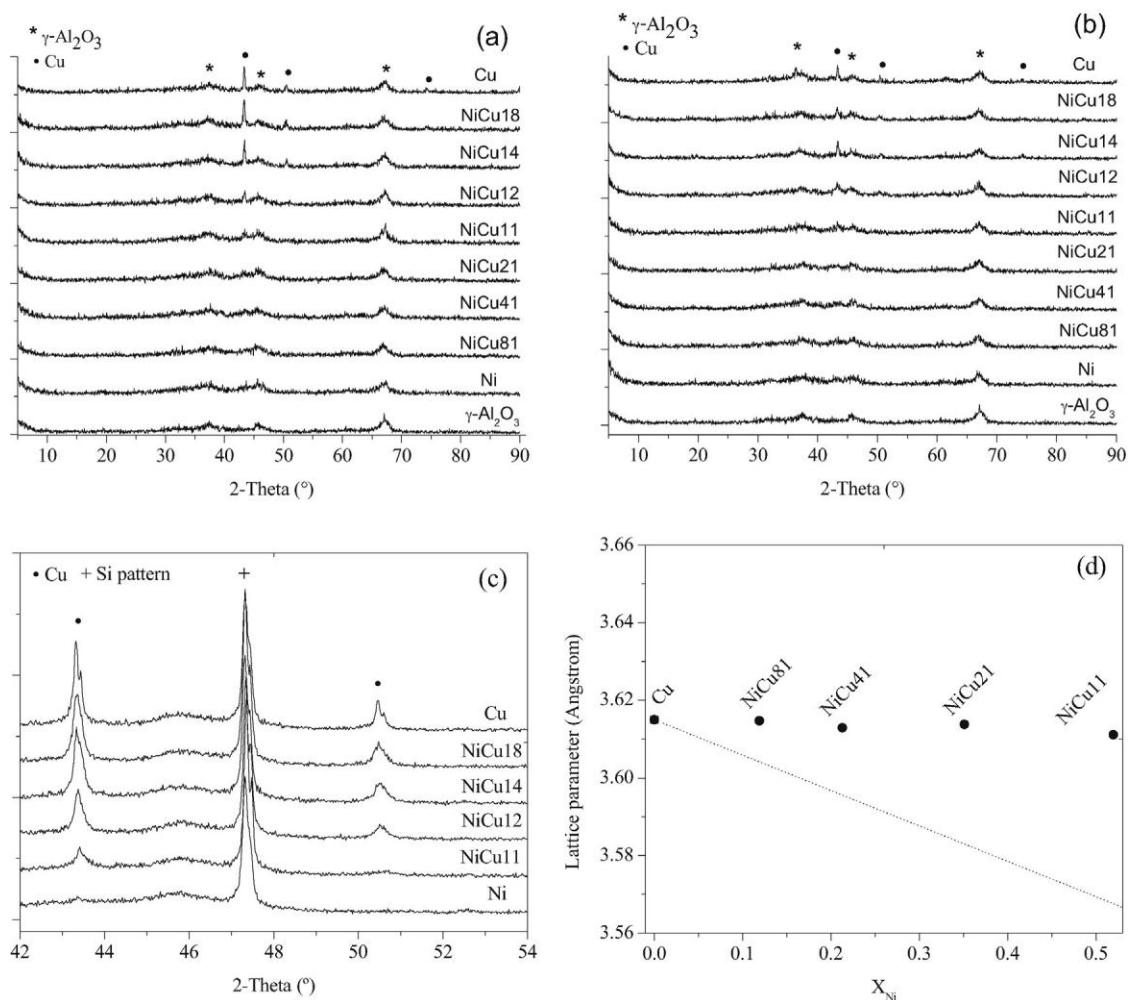 * γ-Al2O3
• Cu
(a)
Cu
NiCu18
NiCu14
NiCu12
NiCu11
NiCu21
NiCu41
NiCu81
Ni
γ-Al2O3
10 20 30 40 50 60 70 80 90
2-Theta (°)
* γ-Al2O3
• Cu
(b)
Cu
NiCu18
NiCu14
NiCu12
NiCu11
NiCu21
NiCu41
NiCu81
Ni
γ-Al2O3
10 20 30 40 50 60 70 80 90
2-Theta (°)
• Cu + Si pattern
(c)
Cu
NiCu18
NiCu14
NiCu12
NiCu11
Ni
42 44 46 48 50 52 54
2-Theta (º)
(d)
Lattice parameter (Angstrom)
3.66
3.64
3.62
3.60
3.58
3.56
Cu
NiCu81
NiCu41
NiCu21
NiCu11
0.0 0.1 0.2 0.3 0.4 0.5
XNi